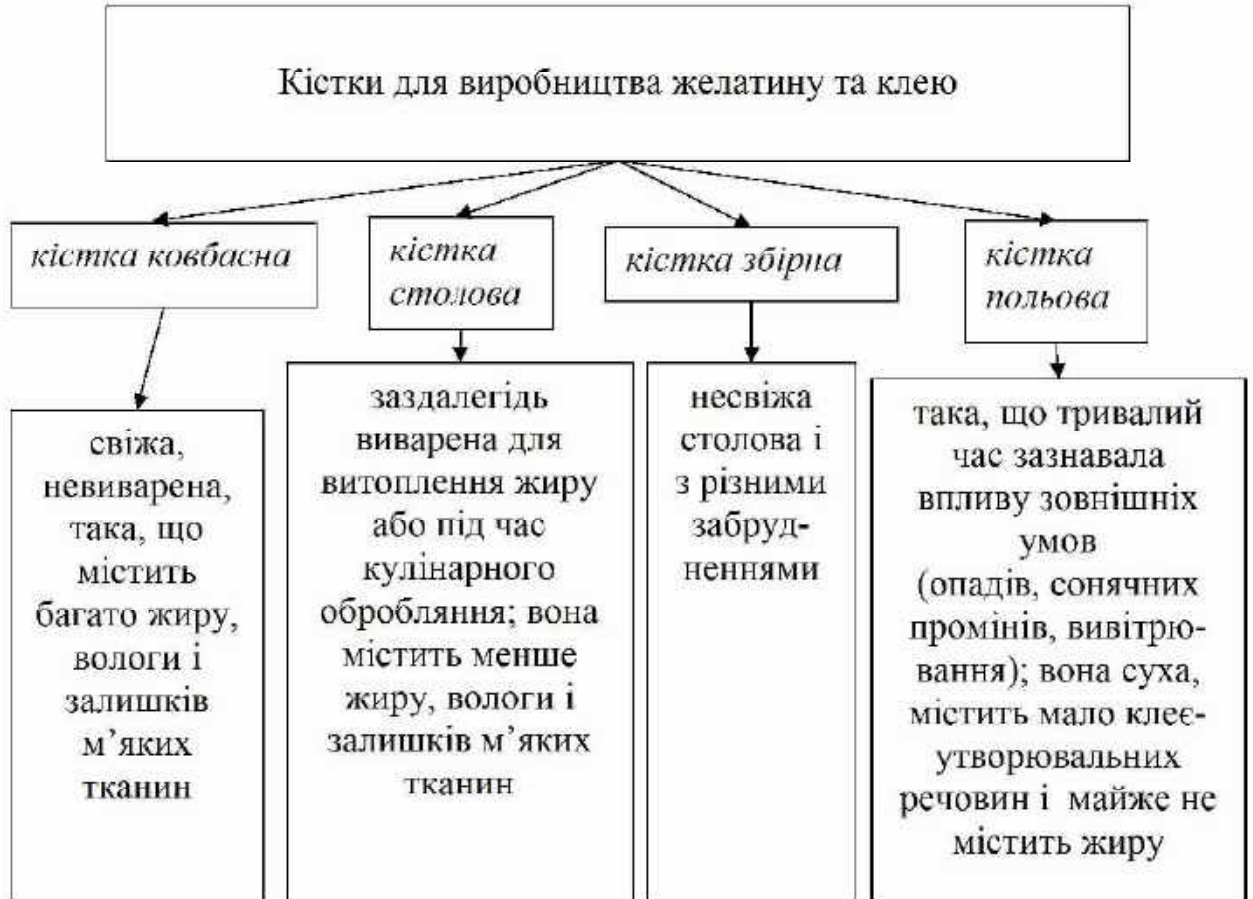 Кістки для виробництва желатину та клею
кістка ковбасна
кістка
столова
кістка збірна
кістка
польова
свіжа,
невиварена,
така, що
містить
багато жиру,
вологи і
залишків
м’яких
тканин
заздалегідь
виварена для
витоплення жиру
або під час
кулінарного
обробляння; вона
містить менше
жиру, вологи і
залишків м’яких
тканин
несвіжа
столова і
з різними
забруд-
неннями
така, що тривалий
час зазнавала
впливу зовнішніх
умов
(опадів, сонячних
промінів, вивітрю-
вання); вона суха,
містить мало клеє-
утворювальних
речовин і майже не
містить жиру